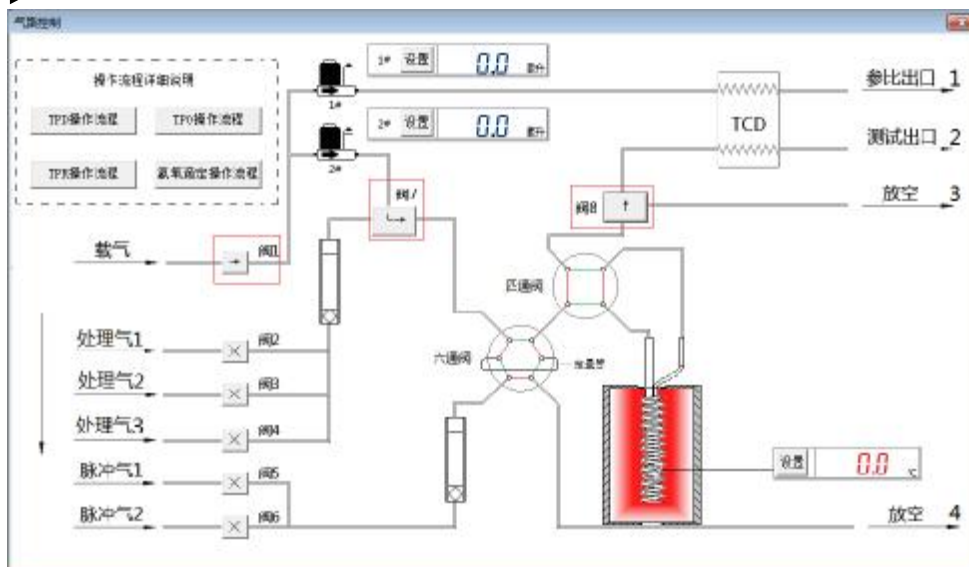 气路控制
操作流程详细说明
TPD操作流程
TPO操作流程
TPR操作流程
氢氧滴定操作流程
1# 设置 0.0 毫升
1#
2# 设置 0.0 毫升
2#
TCD
参比出口 1
测试出口 2
放空 3
阀7
阀8
载气
阀1
四通阀
处理气1
阀2
处理气2
阀3
处理气3
阀4
六通阀
定量管
脉冲气1
阀5
脉冲气2
阀6
设置 0.0 ℃
放空 4